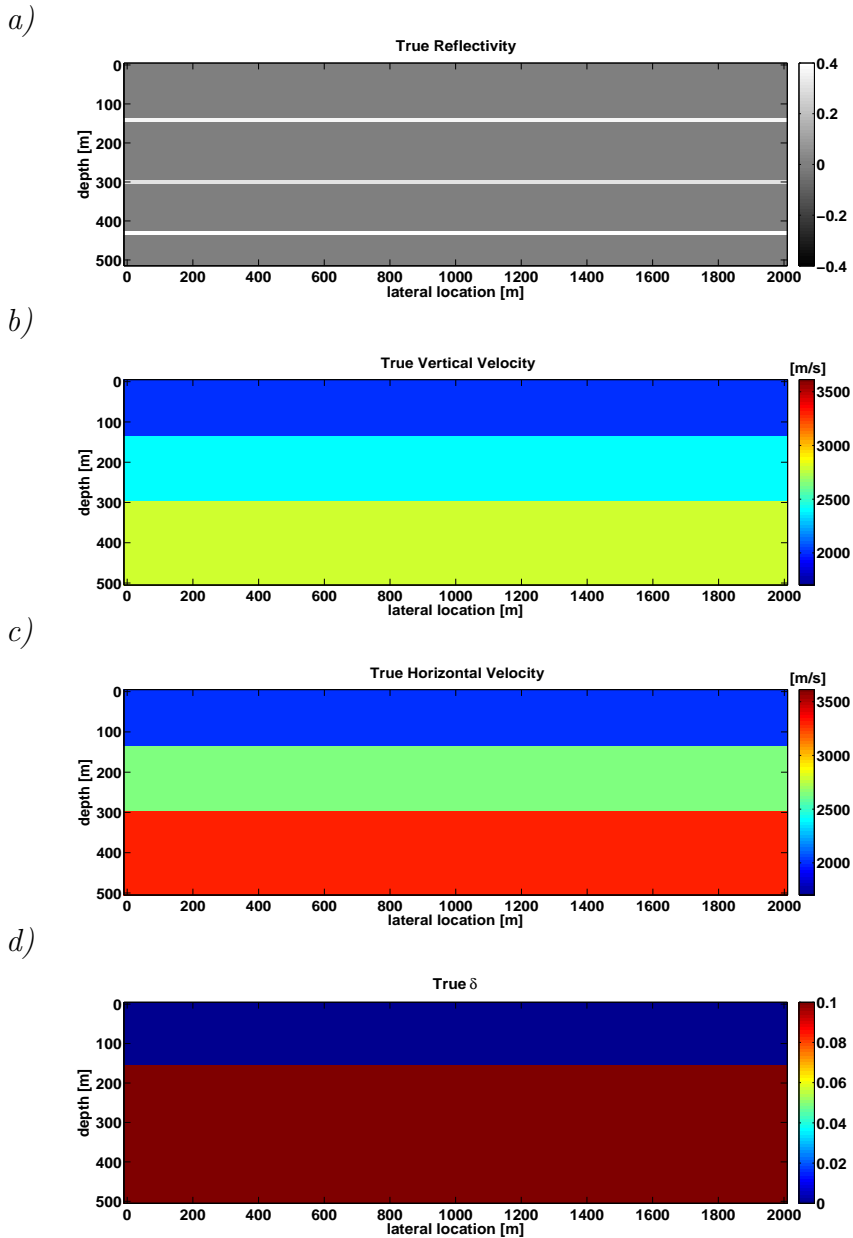 a)
True Reflectivity
depth [m]
0
100
200
300
400
500
0 200 400 600 800 1000 1200 1400 1600 1800 2000
lateral location [m]
0.4
0.2
0
−0.2
−0.4
b)
True Vertical Velocity
[m/s]
depth [m]
0
100
200
300
400
500
0 200 400 600 800 1000 1200 1400 1600 1800 2000
lateral location [m]
3500
3000
2500
2000
c)
True Horizontal Velocity
[m/s]
depth [m]
0
100
200
300
400
500
0 200 400 600 800 1000 1200 1400 1600 1800 2000
lateral location [m]
3500
3000
2500
2000
d)
True δ
depth [m]
0
100
200
300
400
500
0 200 400 600 800 1000 1200 1400 1600 1800 2000
lateral location [m]
0.1
0.08
0.06
0.04
0.02
0